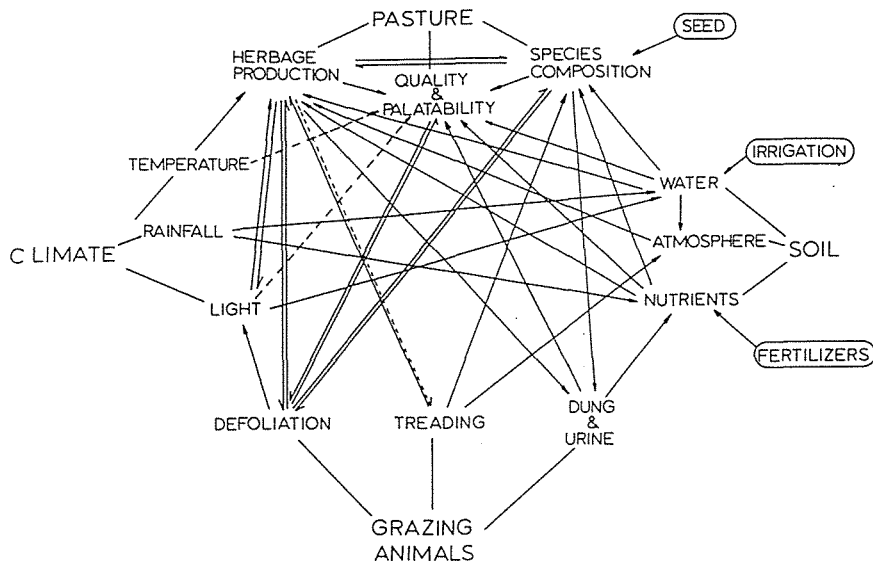 PASTURE
SEED
HERBAGE
PRODUCTION
SPECIES
COMPOSITION
QUALITY
&
PALATABILITY
TEMPERATURE
IRRIGATION
WATER
RAINFALL
ATMOSPHERE
CLIMATE
SOIL
LIGHT
NUTRIENTS
FERTILIZERS
DEFOLIATION
TREADING
DUNG
&
URINE
GRAZING
ANIMALS